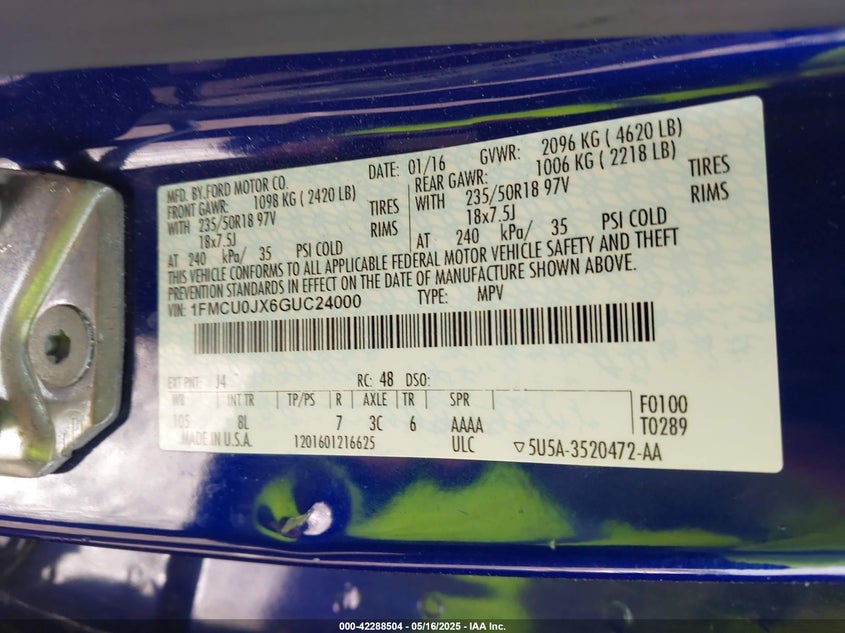 MFD. BY FORD MOTOR CO.
DATE: 01/16 GVWR: 2096 KG ( 4620 LB)
FRONT GAWR: 1098 KG ( 2420 LB) REAR GAWR: 1006 KG ( 2218 LB)
WITH 235/50R18 97V TIRES WITH 235/50R18 97V TIRES
18x7.5J RIMS 18x7.5J RIMS
AT 240 kPa/ 35 PSI COLD AT 240 kPa/ 35 PSI COLD
THIS VEHICLE CONFORMS TO ALL APPLICABLE FEDERAL MOTOR VEHICLE SAFETY AND THEFT
PREVENTION STANDARDS IN EFFECT ON THE DATE OF MANUFACTURE SHOWN ABOVE.
VIN: 1FMCU0JX6GUC24000 TYPE: MPV
EXT PNT: J4 RC: 48 DSO:
WB INT TR TP/PS R AXLE TR SPR
105 8L 7 3C 6 AAAA
F0100
T0289
MADE IN U.S.A. 1201601216625 ULC ▽5U5A-3520472-AA
000-42288504 - 05/16/2025 - IAA Inc.